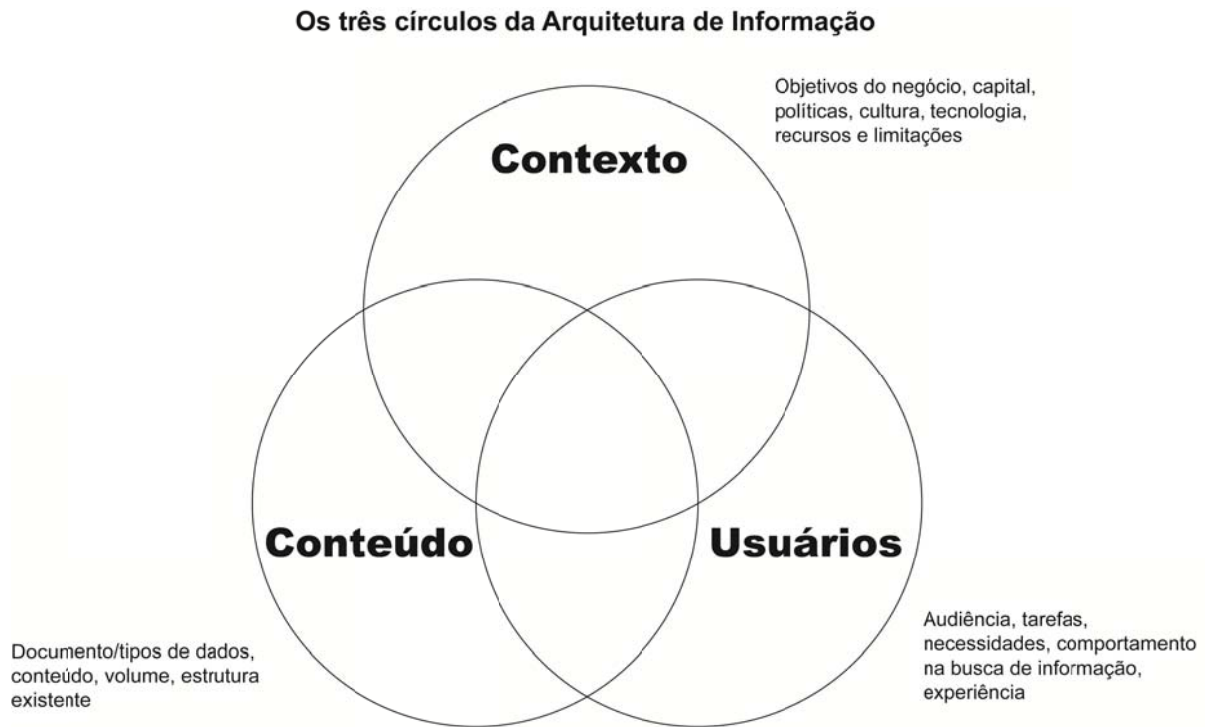 Os três círculos da Arquitetura de Informação
Objetivos do negócio, capital,
políticas, cultura, tecnologia,
recursos e limitações
Contexto
Conteúdo
Usuários
Documento/tipos de dados,
conteúdo, volume, estrutura
existente
Audiência, tarefas,
necessidades, comportamento
na busca de informação,
experiência